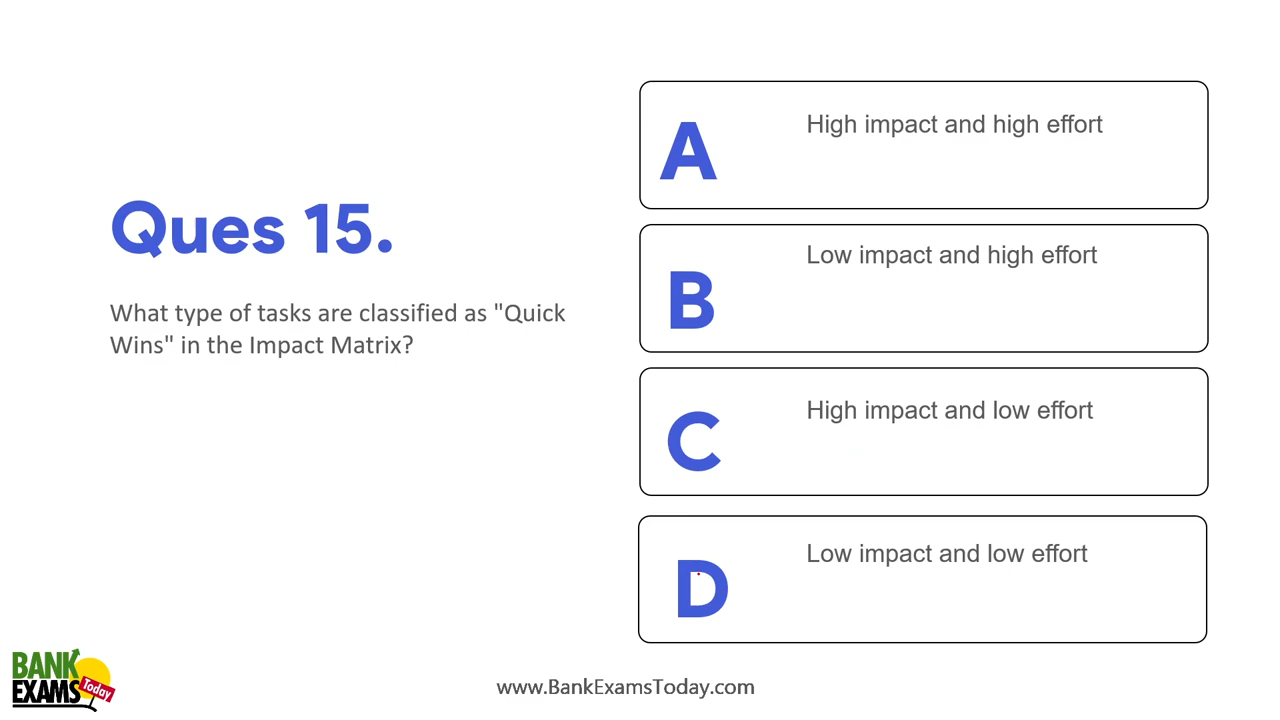 Ques 15.
What type of tasks are classified as "Quick
Wins" in the Impact Matrix?
A
High impact and high effort
B
Low impact and high effort
C
High impact and low effort
D
Low impact and low effort
BANK
EXAMS
Today
www.BankExamsToday.com